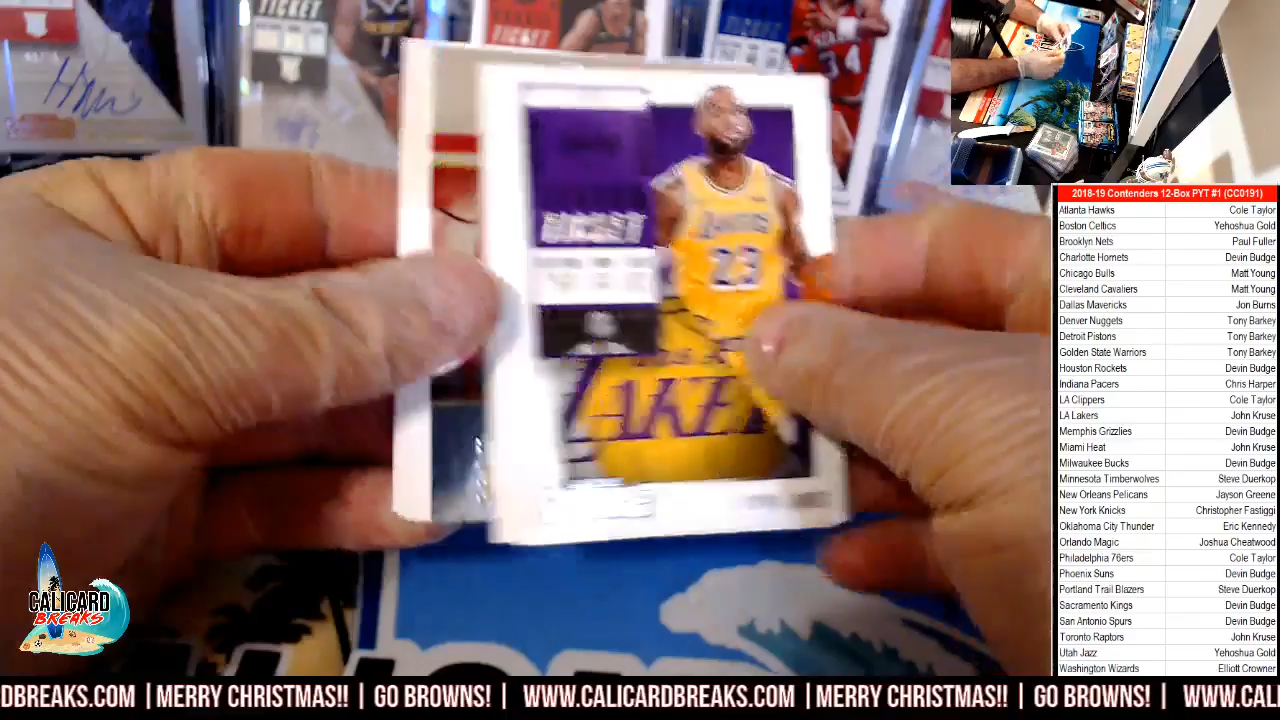 TICKET
TICKET
34
TICKET
LAKERS
23
LAKE
CALICARD
BREAKS
2018-19 Contenders 12-Box PYT #1 (CC0191)
Atlanta Hawks Cole Taylor
Boston Celtics Yehoshua Gold
Brooklyn Nets Paul Fuller
Charlotte Hornets Devin Budge
Chicago Bulls Matt Young
Cleveland Cavaliers Matt Young
Dallas Mavericks Jon Burns
Denver Nuggets Tony Barkey
Detroit Pistons Tony Barkey
Golden State Warriors Tony Barkey
Houston Rockets Devin Budge
Indiana Pacers Chris Harper
LA Clippers Cole Taylor
LA Lakers John Kruse
Memphis Grizzlies Devin Budge
Miami Heat John Kruse
Milwaukee Bucks Devin Budge
Minnesota Timberwolves Steve Duerkop
New Orleans Pelicans Jayson Greene
New York Knicks Christopher Fastiggi
Oklahoma City Thunder Eric Kennedy
Orlando Magic Joshua Cheatwood
Philadelphia 76ers Cole Taylor
Phoenix Suns Devin Budge
Portland Trail Blazers Steve Duerkop
Sacramento Kings Devin Budge
San Antonio Spurs Devin Budge
Toronto Raptors John Kruse
Utah Jazz Yehoshua Gold
Washington Wizards Elliott Crowner
DBREAKS.COM | MERRY CHRISTMAS!! | GO BROWNS! | WWW.CALICARDBREAKS.COM | MERRY CHRISTMAS!! | GO BROWNS! | WWW.CAL